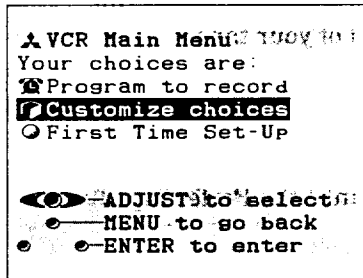 VCR Main Menu
Your choices are:
Program to record
Customize choices
First Time Set-Up
ADJUST to select
MENU to go back
ENTER to enter